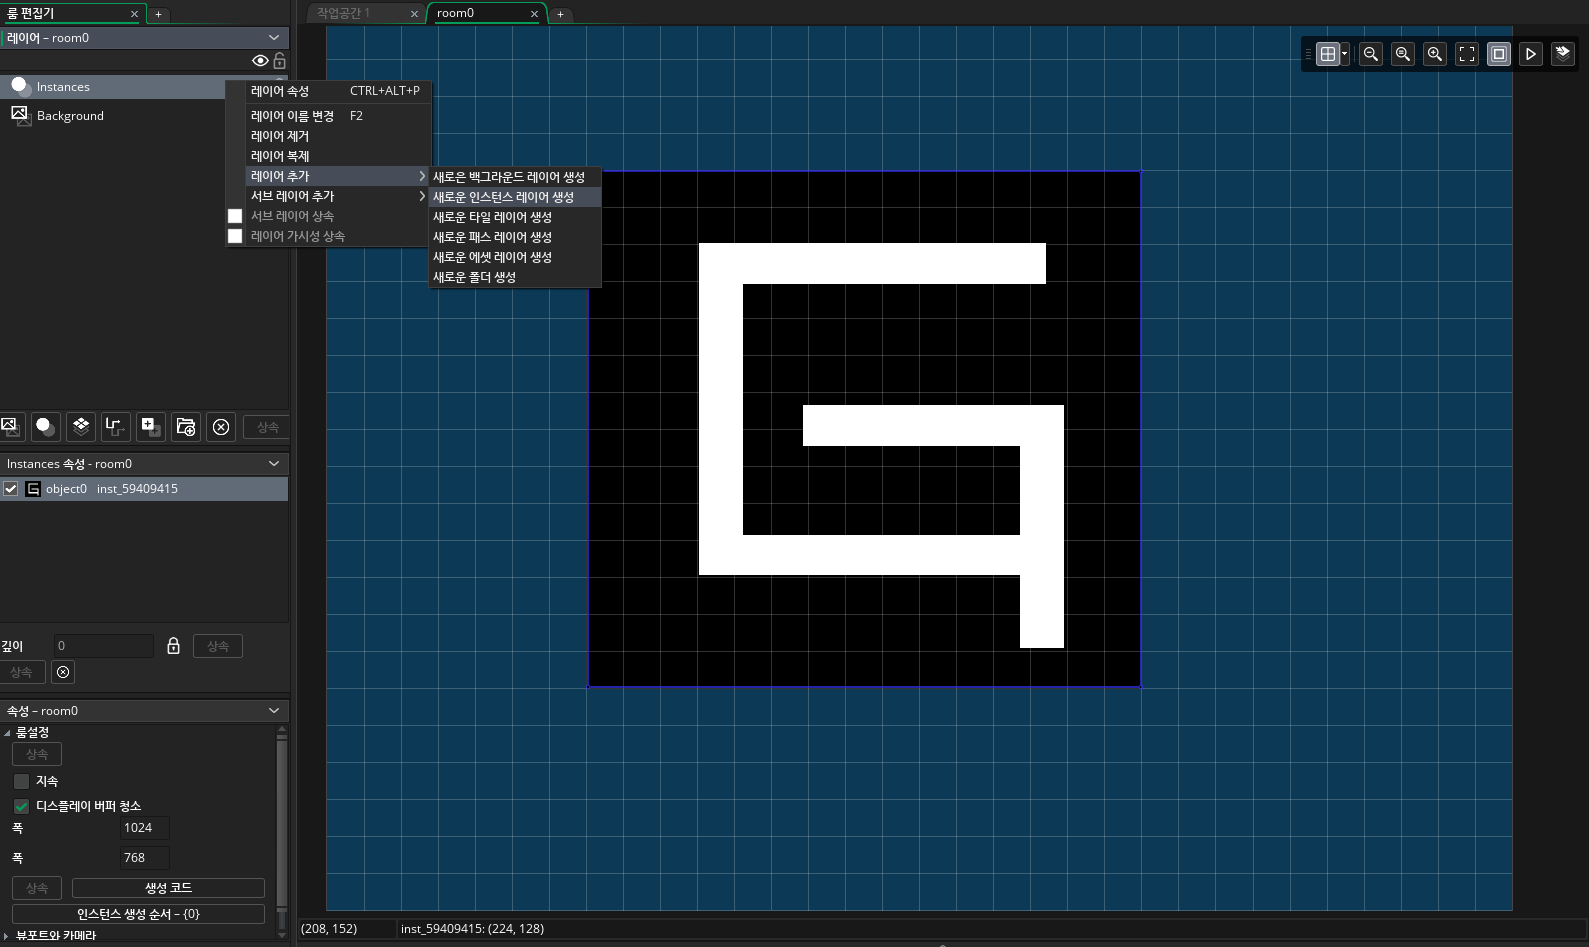 룸 편집기
작업공간 1
room0
레이어 – room0
Instances
Background
레이어 속성 CTRL+ALT+P
레이어 이름 변경 F2
레이어 제거
레이어 복제
레이어 추가
서브 레이어 추가
서브 레이어 상속
레이어 가시성 상속
새로은 백그라운드 레이어 생성
새로운 인스턴스 레이어 생성
새로운 타일 레이어 생성
새로운 패스 레이어 생성
새로운 에셋 레이어 생성
새로운 폴더 생성
상속
Instances 속성 - room0
object0 inst_59409415
깊이 0 상속
상속
속성 – room0
룸설정
상속
지속
디스플레이 버퍼 청소
폭 1024
폭 768
상속 생성 코드
인스턴스 생성 순서 – {0}
뷰포트와 카메라
(208, 152) inst_59409415: (224, 128)